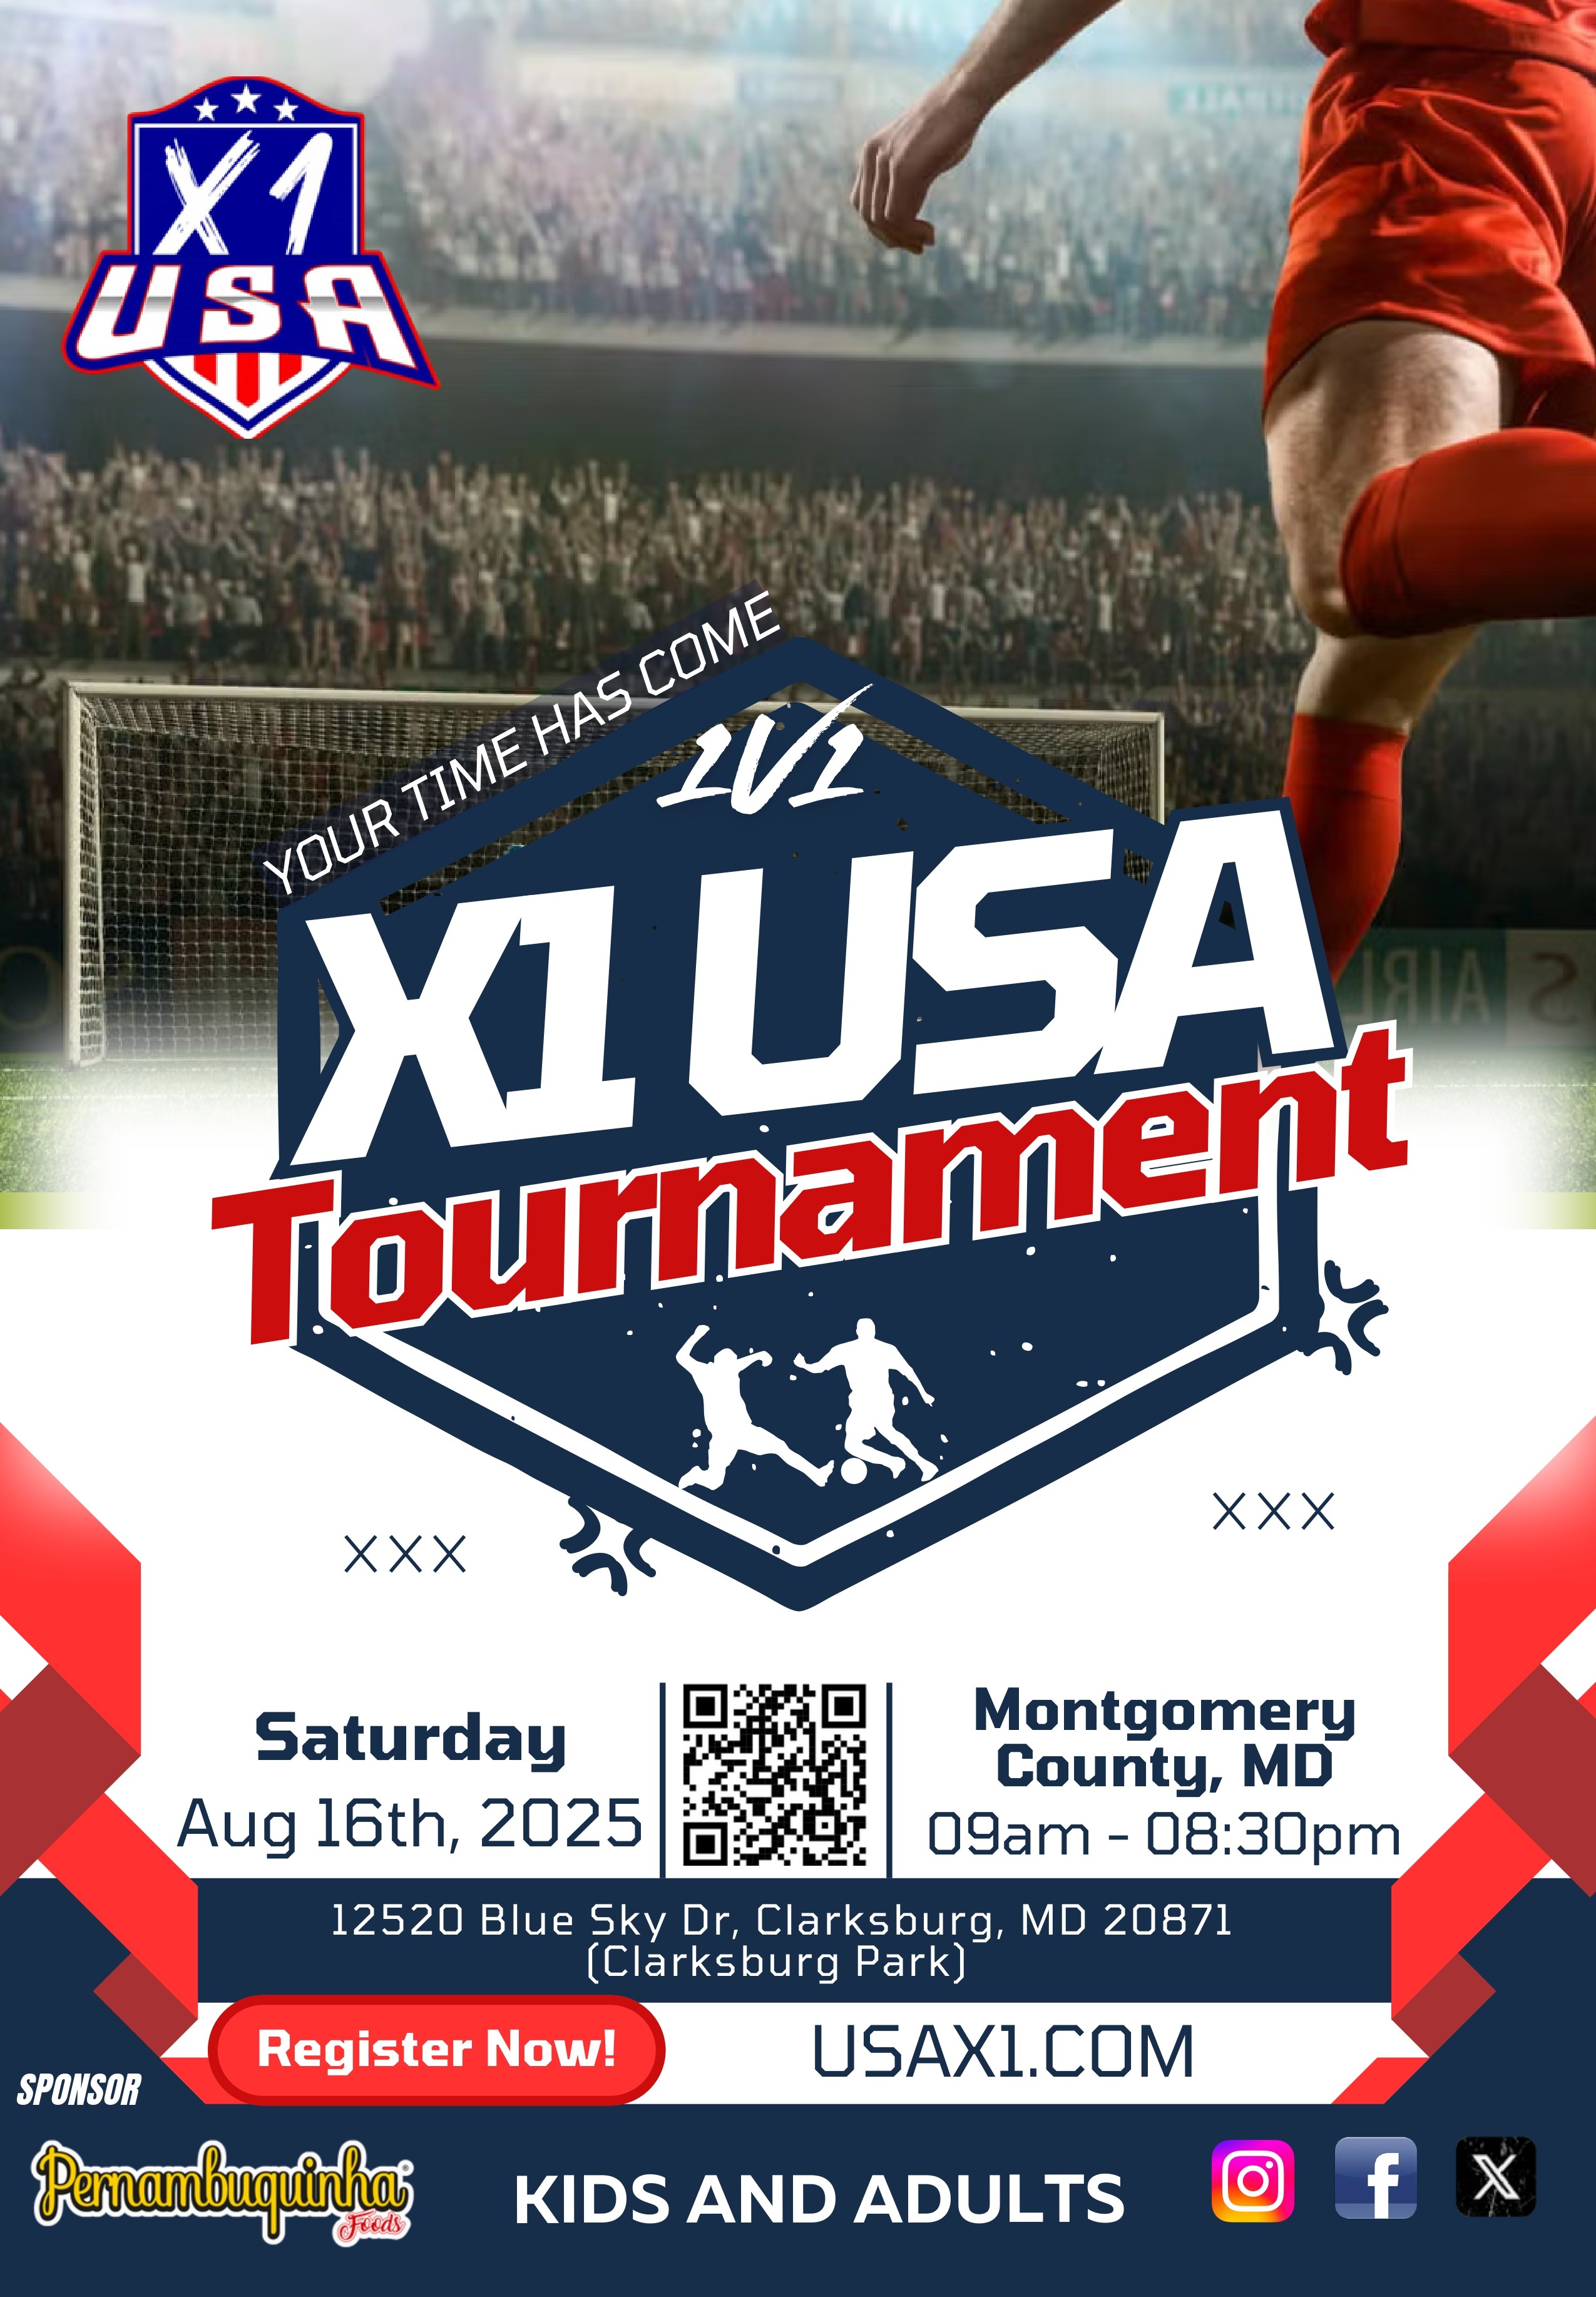 X1
USA
YOUR TIME HAS COME
1V1
X1 USA
Tournament
XXX
XXX
Saturday
Aug 16th, 2025
Montgomery
County, MD
09am - 08:30pm
12520 Blue Sky Dr, Clarksburg, MD 20871
(Clarksburg Park)
Register Now!
USAX1.COM
SPONSOR
Pernambuquinha
Foods
KIDS AND ADULTS